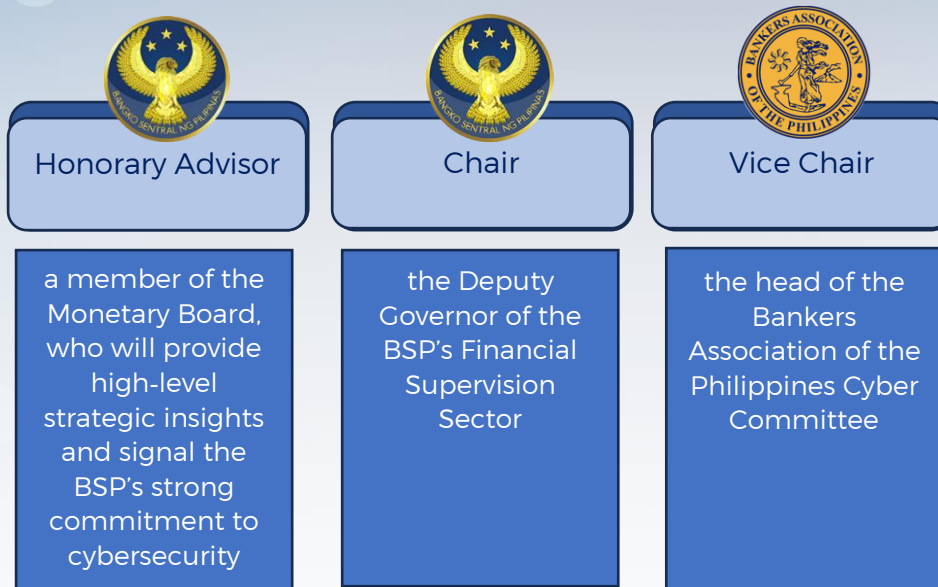 BANGKO SENTRAL NG PILIPINAS
Honorary Advisor
a member of the
Monetary Board,
who will provide
high-level
strategic insights
and signal the
BSP's strong
commitment to
cybersecurity
BANGKO SENTRAL NG PILIPINAS
Chair
the Deputy
Governor of the
BSP's Financial
Supervision
Sector
BANKERS ASSOCIATION
OF THE PHILIPPINES
Vice Chair
the head of the
Bankers
Association of the
Philippines Cyber
Committee